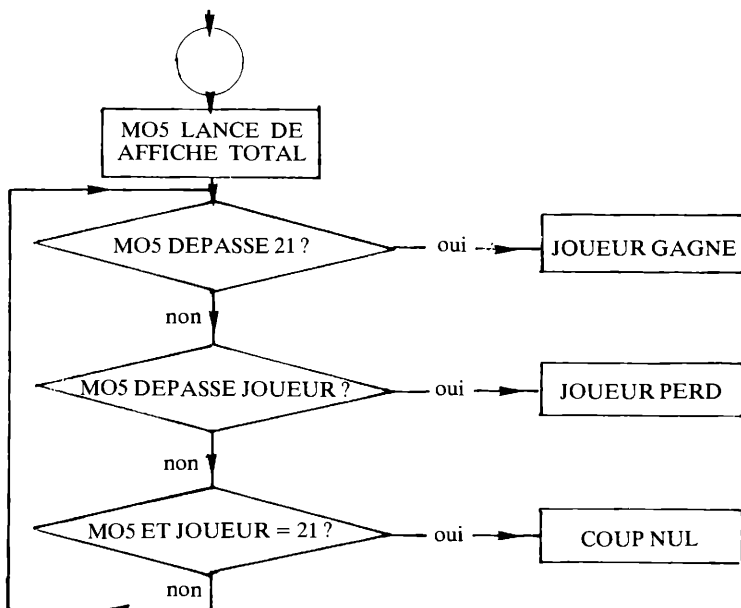 MO5 LANCE DE
AFFICHE TOTAL
MO5 DEPASSE 21 ?
oui
JOUEUR GAGNE
non
MO5 DEPASSE JOUEUR ?
oui
JOUEUR PERD
non
MO5 ET JOUEUR = 21 ?
oui
COUP NUL
non